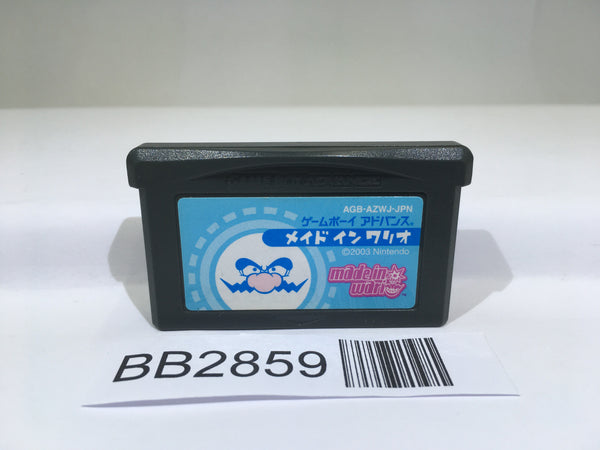 GAME BOY ADVANCE
AGB-AZWJ-JPN
ゲームボーイ アドバンス®
メイド イン ワリオ
©2003 Nintendo
made in
wario
™
BB2859